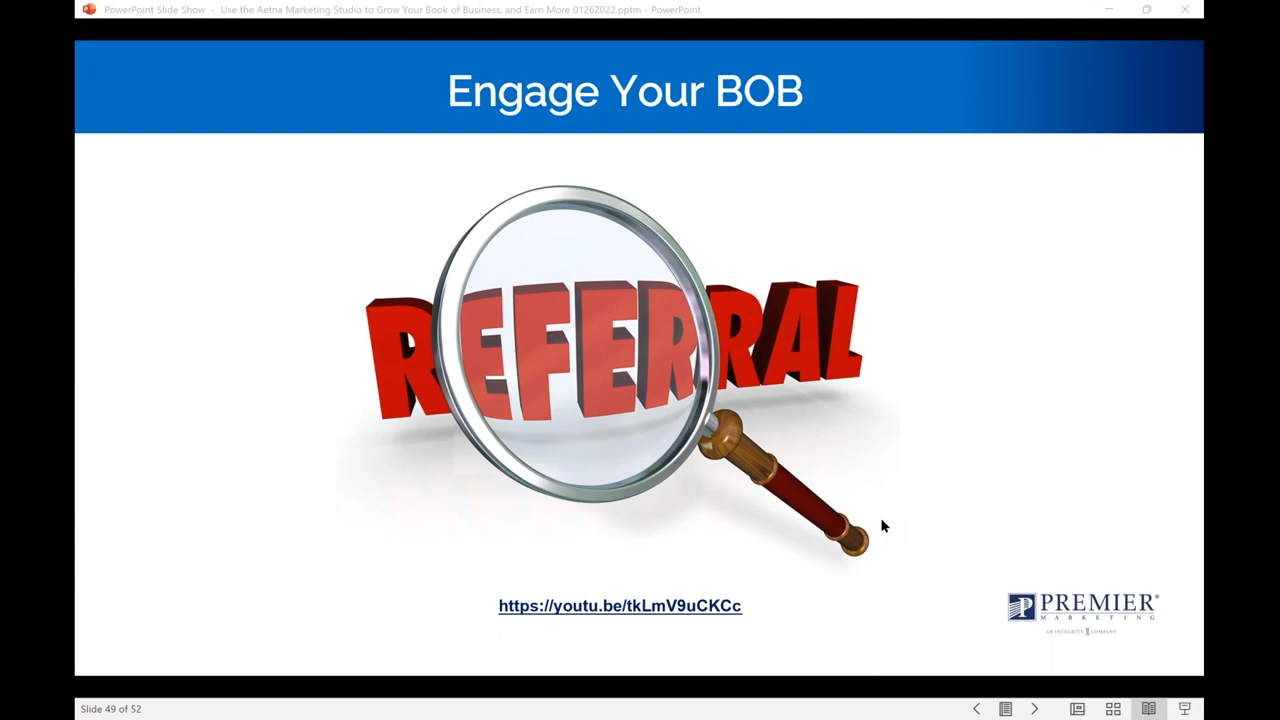 PowerPoint Slide Show - Use the Aetna Marketing Studio to Grow Your Book of Business, and Earn More 01262022.pptm - PowerPoint
Engage Your BOB
REFERRAL
https://youtu.be/tkLmV9uCKCc
PREMIER®
MARKETING
AN INTEGRITY COMPANY
Slide 49 of 52